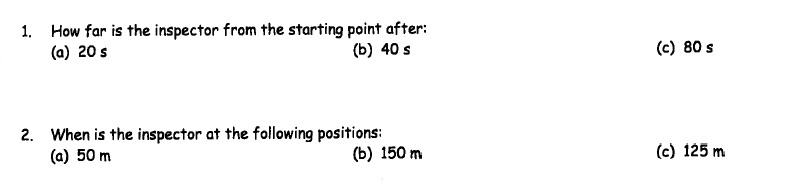 1. How far is the inspector from the starting point after:
(a) 20 s (b) 40 s (c) 80 s
2. When is the inspector at the following positions:
(a) 50 m (b) 150 m (c) 125 m